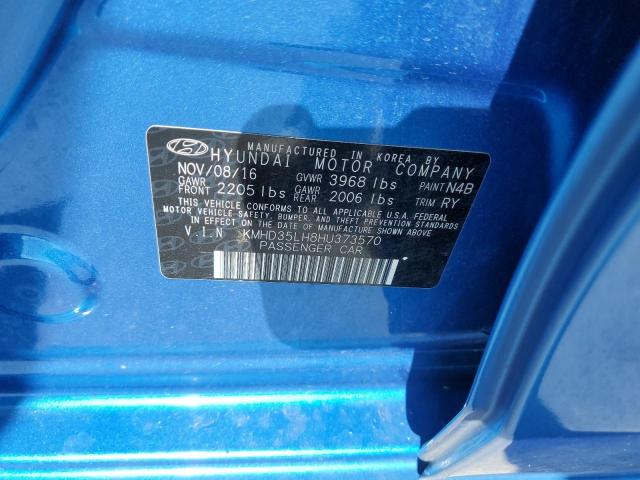 MANUFACTURED IN KOREA BY
HYUNDAI MOTOR COMPANY
NOV/08/16 GVWR 3968 lbs PAINT N4B
GAWR FRONT 2205 lbs GAWR REAR 2006 lbs TRIM RY
THIS VEHICLE CONFORMS TO ALL APPLICABLE U.S.A. FEDERAL
MOTOR VEHICLE SAFETY, BUMPER, AND THEFT PREVENTION
STANDARDS IN EFFECT ON THE DATE OF MANUFACTURE SHOWN ABOVE.
V.I.N : KMHD35LH8HU373570
PASSENGER CAR